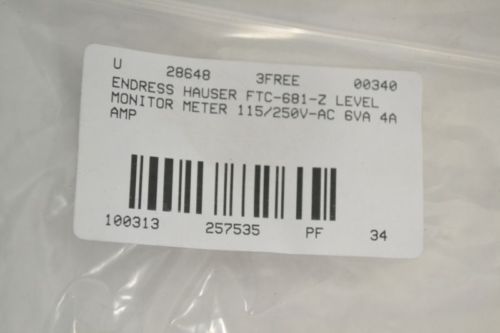 U 28648 3FREE 00340
ENDRESS HAUSER FTC-681-Z LEVEL
MONITOR METER 115/250V-AC 6VA 4A
AMP
100313 257535 PF 34